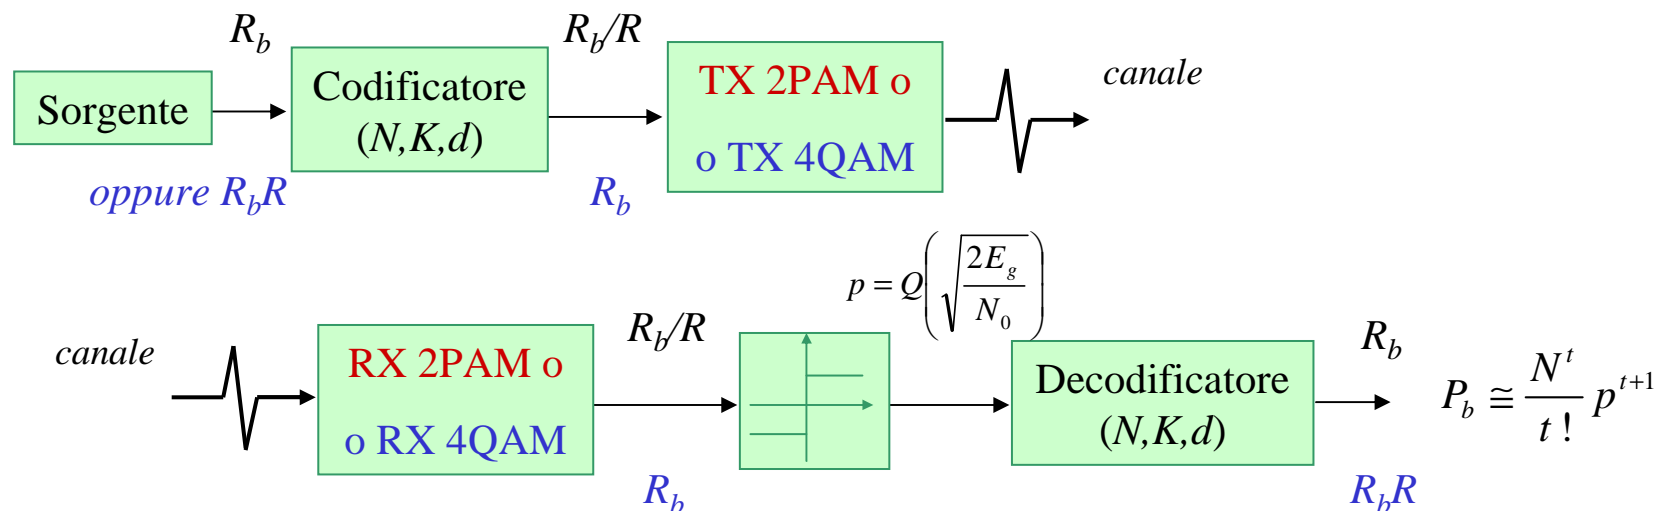 R_b
R_b/R
Sorgente
Codificatore
(N,K,d)
TX 2PAM o
o TX 4QAM
canale
oppure R_bR
R_b
p = Q(√(2E_g/N_0))
canale
RX 2PAM o
o RX 4QAM
R_b/R
R_b
Decodificatore
(N,K,d)
R_b
R_bR
P_b ≅ N^t/t! p^{t+1}